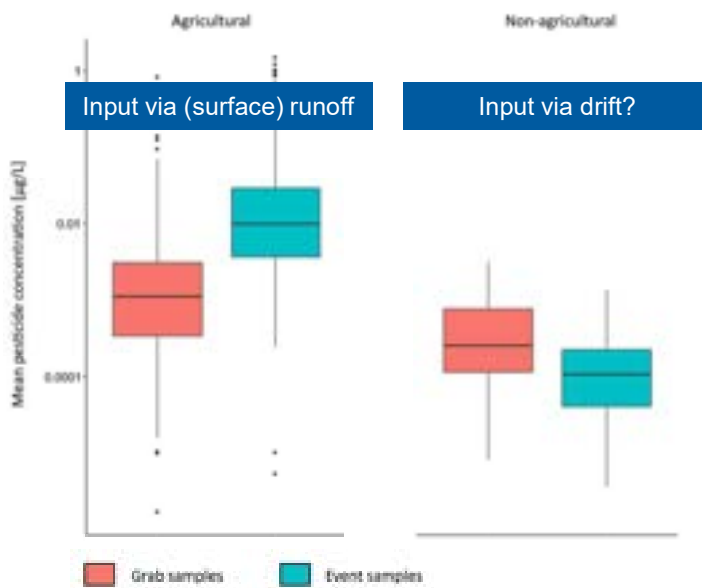 Agricultural
Non-agricultural
1
Input via (surface) runoff
Input via drift?
0.01
Mean pesticide concentration [µg/L]
0.0001
Grab samples
Event samples